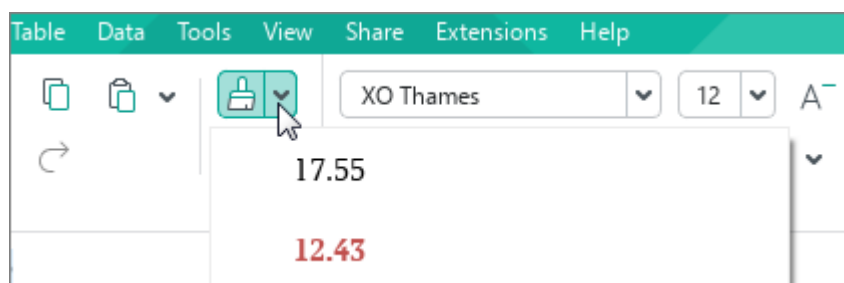 Table Data Tools View Share Extensions Help
XO Thames 12 A
17.55
12.43